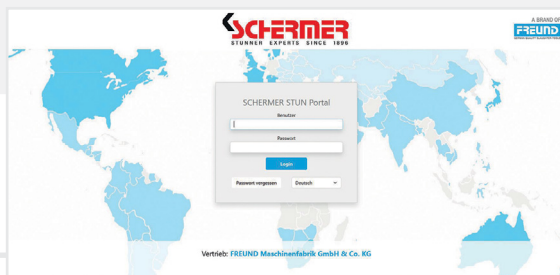 SCHERMER
STUNNER EXPERTS SINCE 1896
A BRAND OF
FREUND
SCHERMER STUN Portal
Benutzer
Passwort
Login
Passwort vergessen
Deutsch
Vertrieb: FREUND Maschinenfabrik GmbH & Co. KG